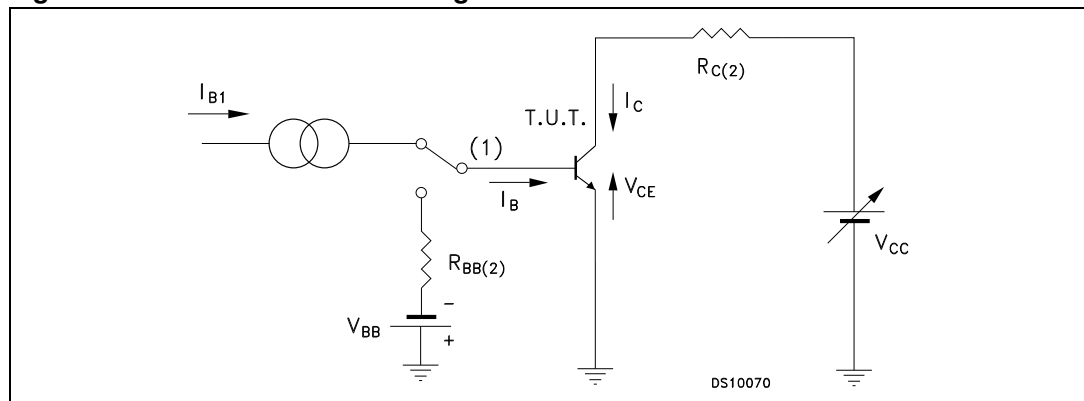 R_C(2)
I_B1
I_C
T.U.T.
(1)
I_B
V_CE
V_CC
R_BB(2)
-
V_BB
+
DS10070